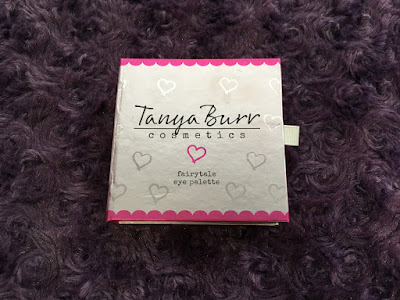 Tanya Burr
cosmetics
fairytale
eye palette